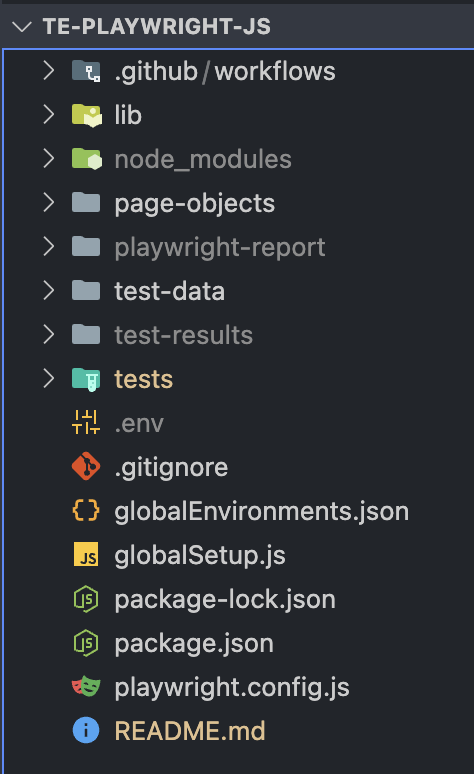 TE-PLAYWRIGHT-JS
.github/workflows
lib
node_modules
page-objects
playwright-report
test-data
test-results
tests
.env
.gitignore
globalEnvironments.json
globalSetup.js
package-lock.json
package.json
playwright.config.js
README.md